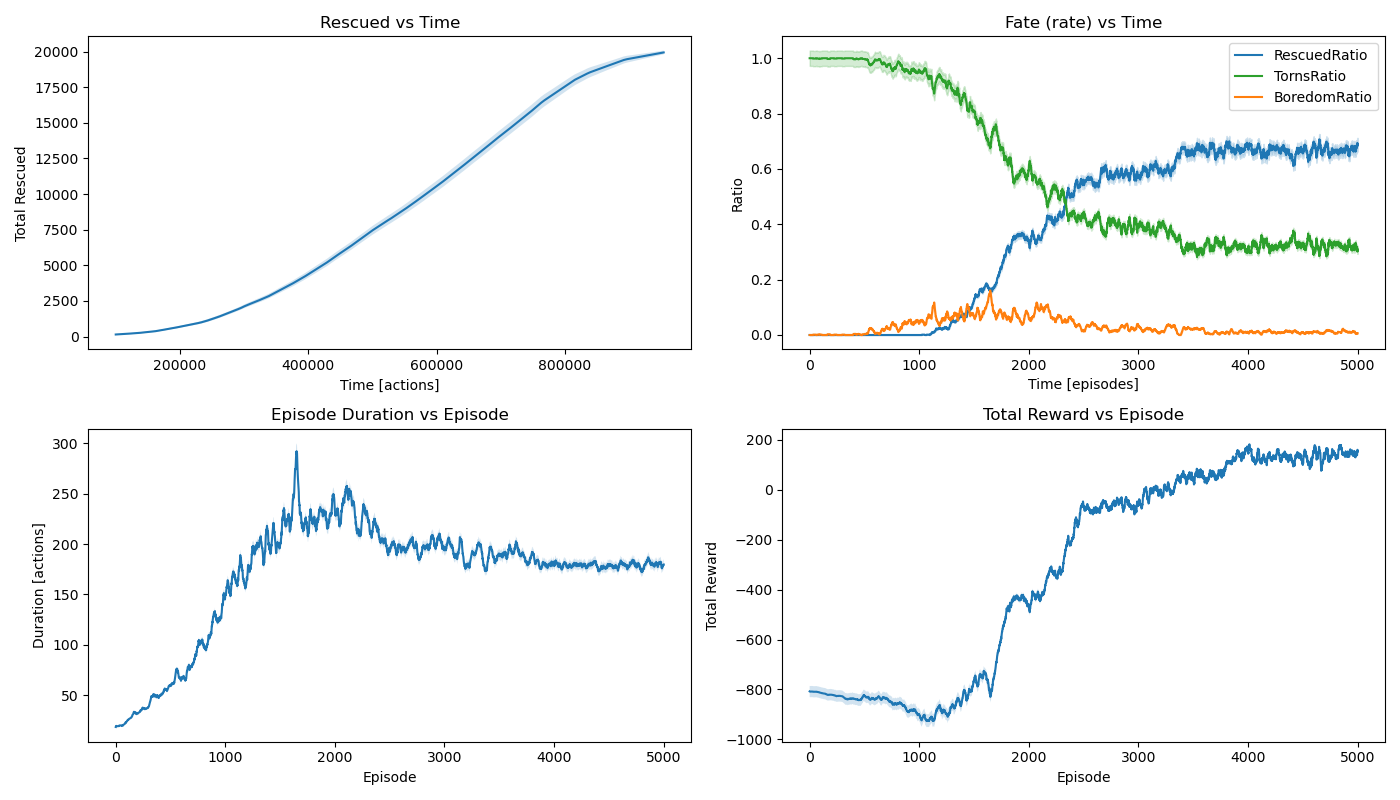 Rescued vs Time
Total Rescued
20000
17500
15000
12500
10000
7500
5000
2500
0
200000 400000 600000 800000
Time [actions]
Fate (rate) vs Time
Ratio
1.0
0.8
0.6
0.4
0.2
0.0
RescuedRatio
TornsRatio
BoredomRatio
0 1000 2000 3000 4000 5000
Time [episodes]
Episode Duration vs Episode
Duration [actions]
300
250
200
150
100
50
0 1000 2000 3000 4000 5000
Episode
Total Reward vs Episode
Total Reward
200
0
−200
−400
−600
−800
−1000
0 1000 2000 3000 4000 5000
Episode